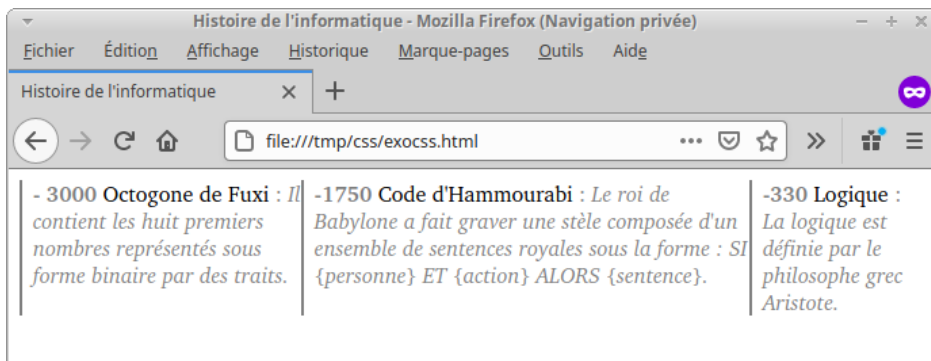 Histoire de l'informatique - Mozilla Firefox (Navigation privée)
Fichier Édition Affichage Historique Marque-pages Outils Aide
Histoire de l'informatique
file:///tmp/css/exocss.html
- 3000 Octogone de Fuxi : Il
contient les huit premiers
nombres représentés sous
forme binaire par des traits.
-1750 Code d'Hammourabi : Le roi de
Babylone a fait graver une stèle composée d'un
ensemble de sentences royales sous la forme : SI
{personne} ET {action} ALORS {sentence}.
-330 Logique :
La logique est
définie par le
philosophe grec
Aristote.